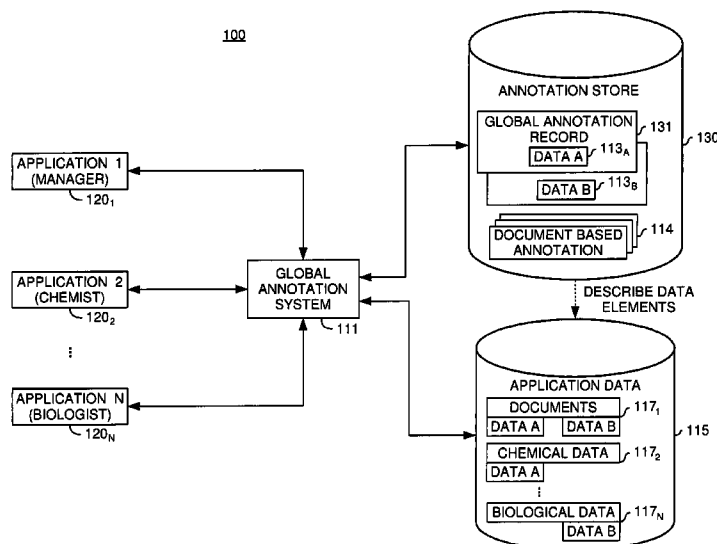 100
APPLICATION 1
(MANAGER)
120₁
APPLICATION 2
(CHEMIST)
120₂
⋮
APPLICATION N
(BIOLOGIST)
120N
GLOBAL
ANNOTATION
SYSTEM
111
ANNOTATION STORE
GLOBAL ANNOTATION
RECORD
131
DATA A
113A
DATA B
113B
130
114
DOCUMENT BASED
ANNOTATION
DESCRIBE DATA
ELEMENTS
APPLICATION DATA
DOCUMENTS
117₁
DATA A DATA B
115
CHEMICAL DATA
117₂
DATA A
⋮
BIOLOGICAL DATA
117N
DATA B